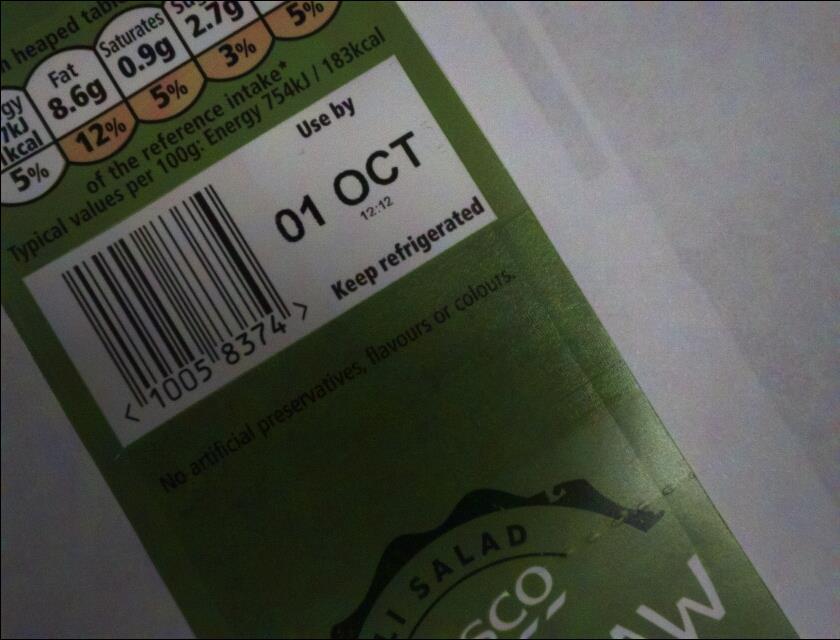 heaped
Fat
Saturates
8.6g
0.9g
2.7g
kcal
5%
12%
5%
3%
5%
of the reference intake*
Typical values per 100g: Energy 754kJ / 183kcal
Use by
01 OCT
12:12
Keep refrigerated
< 1005 8374 >
No artificial preservatives, flavours or colours.
SALAD